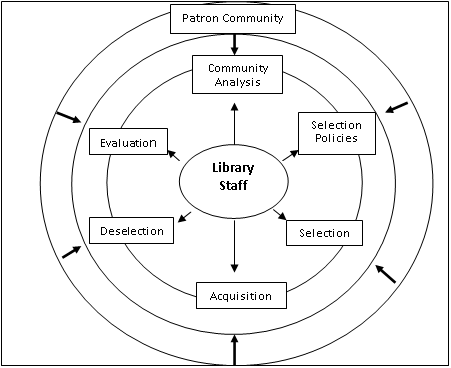 Patron Community
Community
Analysis
Selection
Policies
Evaluation
Library
Staff
Deselection
Selection
Acquisition